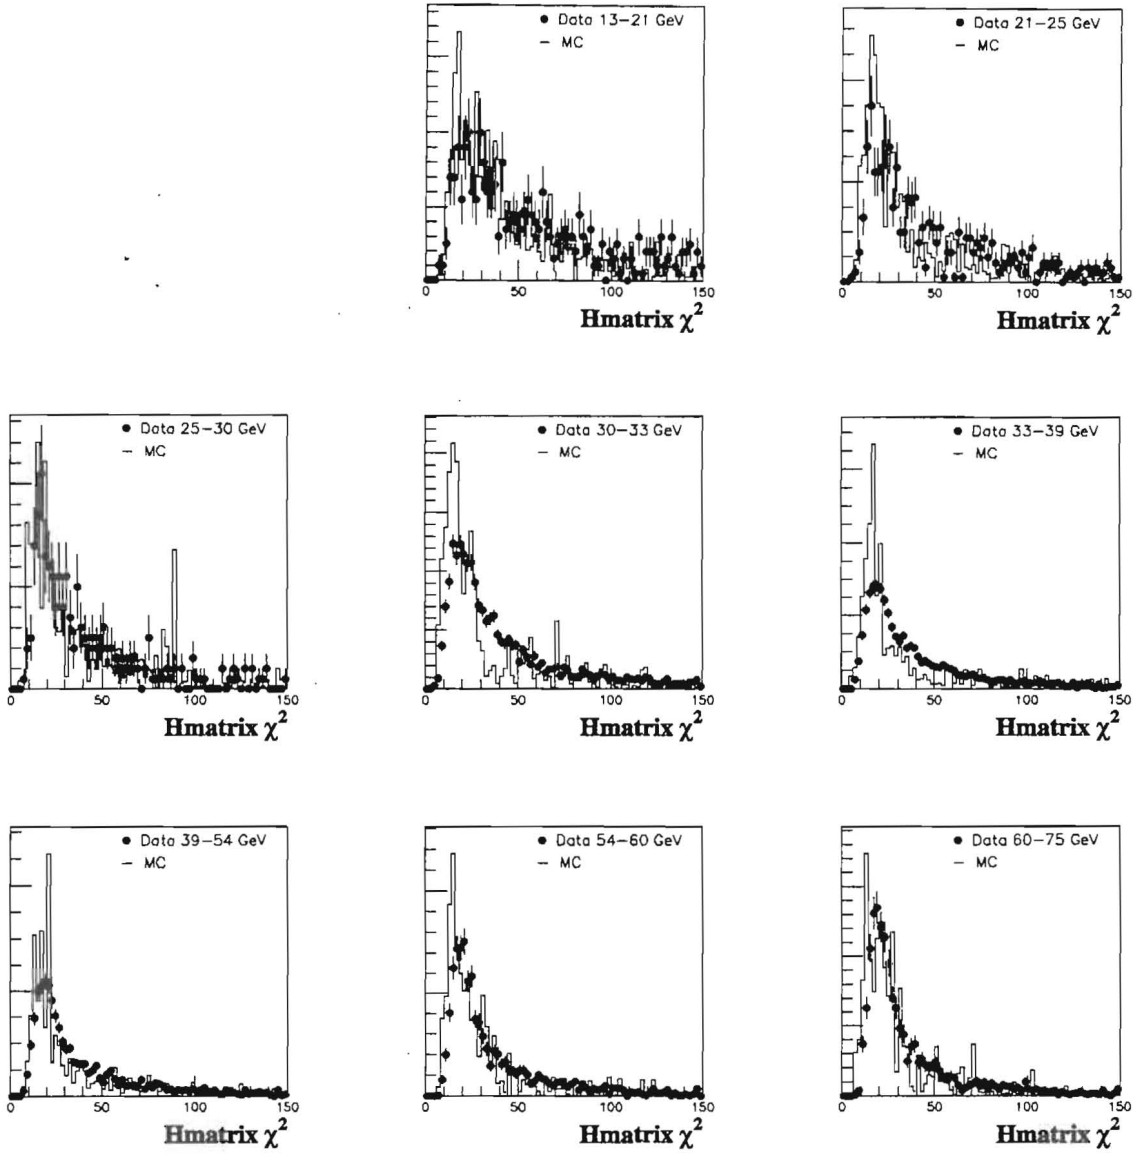 ● Data 13–21 GeV
– MC
0 50 100 150
Hmatrix χ²
● Data 21–25 GeV
– MC
0 50 100 150
Hmatrix χ²
● Data 25–30 GeV
– MC
0 50 100 150
Hmatrix χ²
● Data 30–33 GeV
– MC
0 50 100 150
Hmatrix χ²
● Data 33–39 GeV
– MC
0 50 100 150
Hmatrix χ²
● Data 39–54 GeV
– MC
0 50 100 150
Hmatrix χ²
● Data 54–60 GeV
– MC
0 50 100 150
Hmatrix χ²
● Data 60–75 GeV
– MC
0 50 100 150
Hmatrix χ²